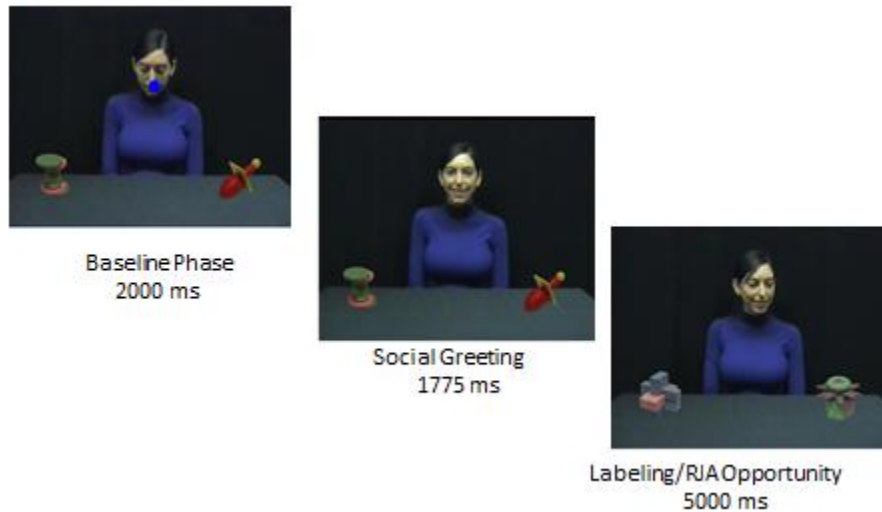 Baseline Phase
2000 ms
Social Greeting
1775 ms
Labeling/RJA Opportunity
5000 ms